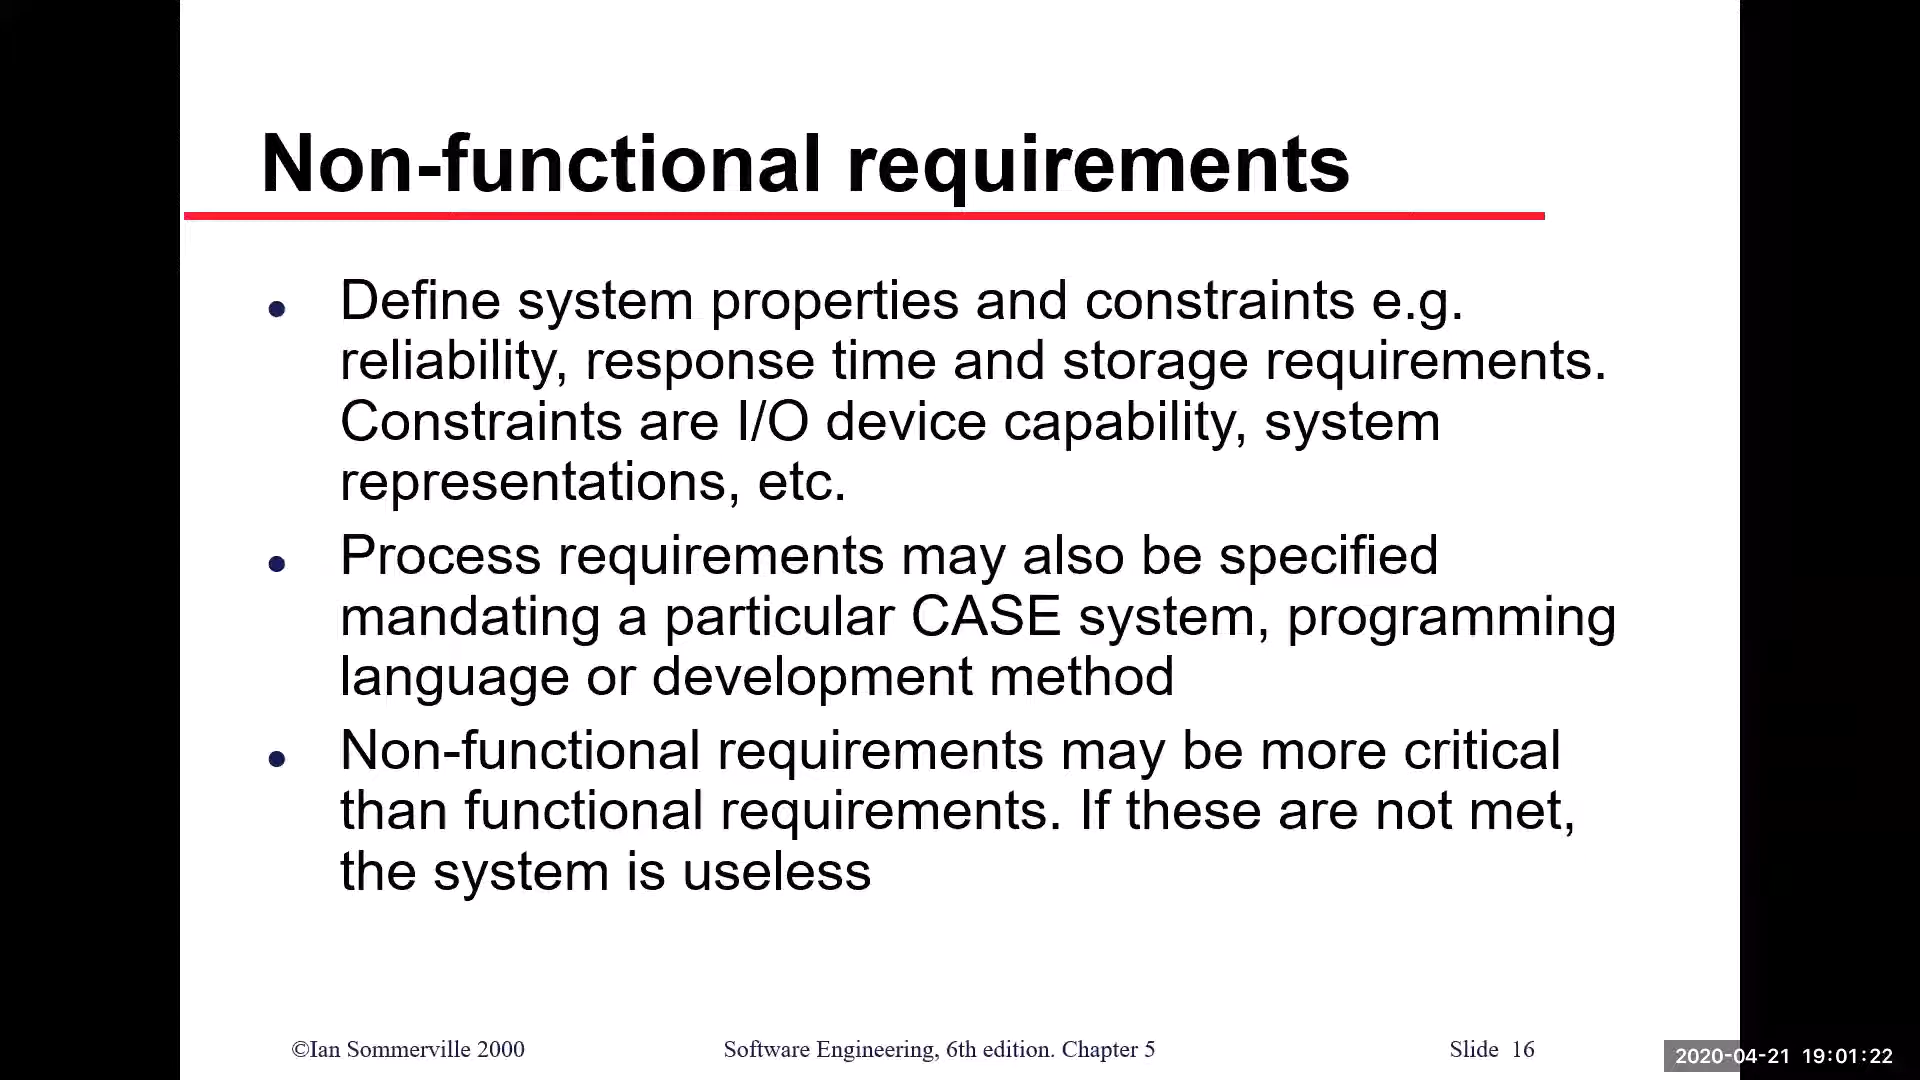 Non-functional requirements
● Define system properties and constraints e.g.
reliability, response time and storage requirements.
Constraints are I/O device capability, system
representations, etc.
● Process requirements may also be specified
mandating a particular CASE system, programming
language or development method
● Non-functional requirements may be more critical
than functional requirements. If these are not met,
the system is useless
©Ian Sommerville 2000
Software Engineering, 6th edition. Chapter 5
Slide 16
2020-04-21 19:01:22